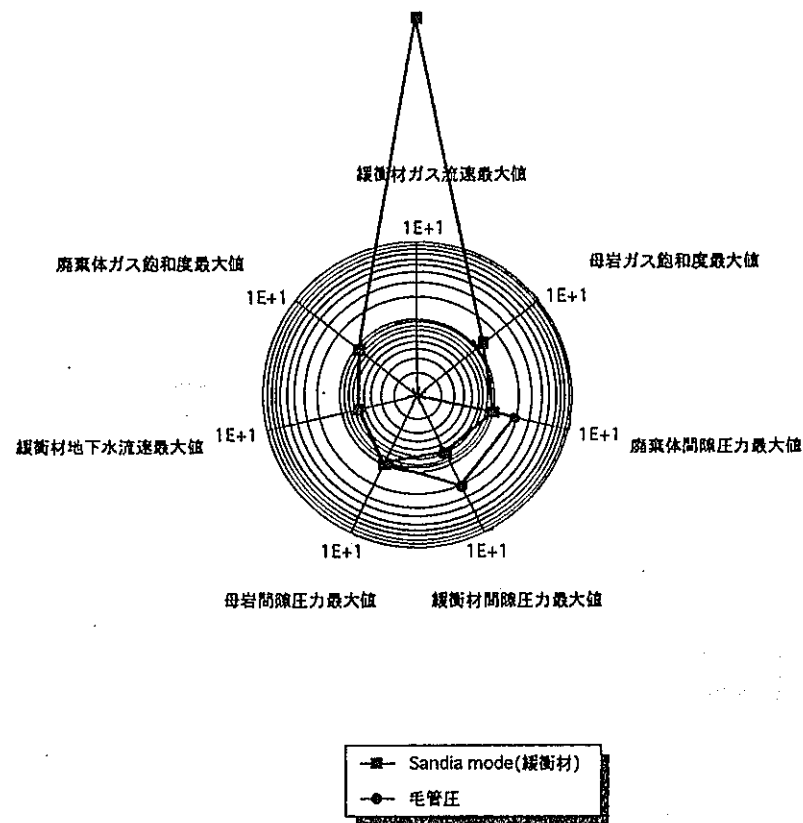 緩衝材ガス流速最大値
1E+1
廃棄体ガス飽和度最大値
母岩ガス飽和度最大値
1E+1
1E+1
緩衝材地下水流速最大値
1E+1
1E+1
廃棄体間隙圧力最大値
1E+1
1E+1
母岩間隙圧力最大値
緩衝材間隙圧力最大値
Sandia mode(緩衝材)
毛管圧